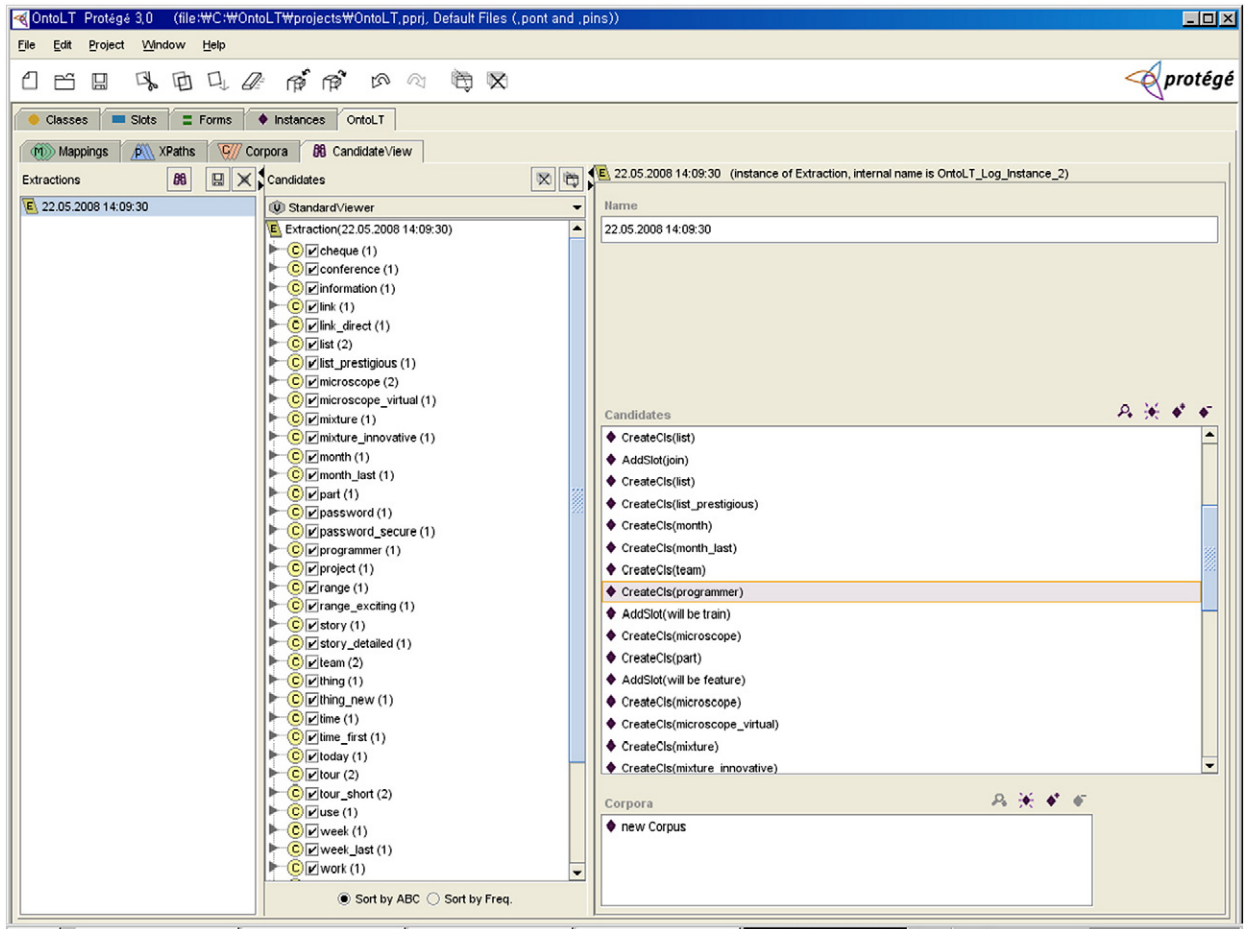 OntoLT Protégé 3.0 (file:₩C:₩OntoLT₩projects₩OntoLT.pprj, Default Files (.pont and .pins))
File Edit Project Window Help
protégé
Classes Slots Forms Instances OntoLT
Mappings XPaths Corpora CandidateView
Extractions
22.05.2008 14:09:30
Candidates
StandardViewer
Extraction(22.05.2008 14:09:30)
cheque (1)
conference (1)
information (1)
link (1)
link_direct (1)
list (2)
list_prestigious (1)
microscope (2)
microscope_virtual (1)
mixture (1)
mixture_innovative (1)
month (1)
month_last (1)
part (1)
password (1)
password_secure (1)
programmer (1)
project (1)
range (1)
range_exciting (1)
story (1)
story_detailed (1)
team (2)
thing (1)
thing_new (1)
time (1)
time_first (1)
today (1)
tour (2)
tour_short (2)
use (1)
week (1)
week_last (1)
work (1)
Sort by ABC Sort by Freq.
22.05.2008 14:09:30 (instance of Extraction, internal name is OntoLT_Log_Instance_2)
Name
22.05.2008 14:09:30
Candidates
CreateCls(list)
AddSlot(join)
CreateCls(list)
CreateCls(list_prestigious)
CreateCls(month)
CreateCls(month_last)
CreateCls(team)
CreateCls(programmer)
AddSlot(will be train)
CreateCls(microscope)
CreateCls(part)
AddSlot(will be feature)
CreateCls(microscope)
CreateCls(microscope_virtual)
CreateCls(mixture)
CreateCls(mixture_innovative)
Corpora
new Corpus